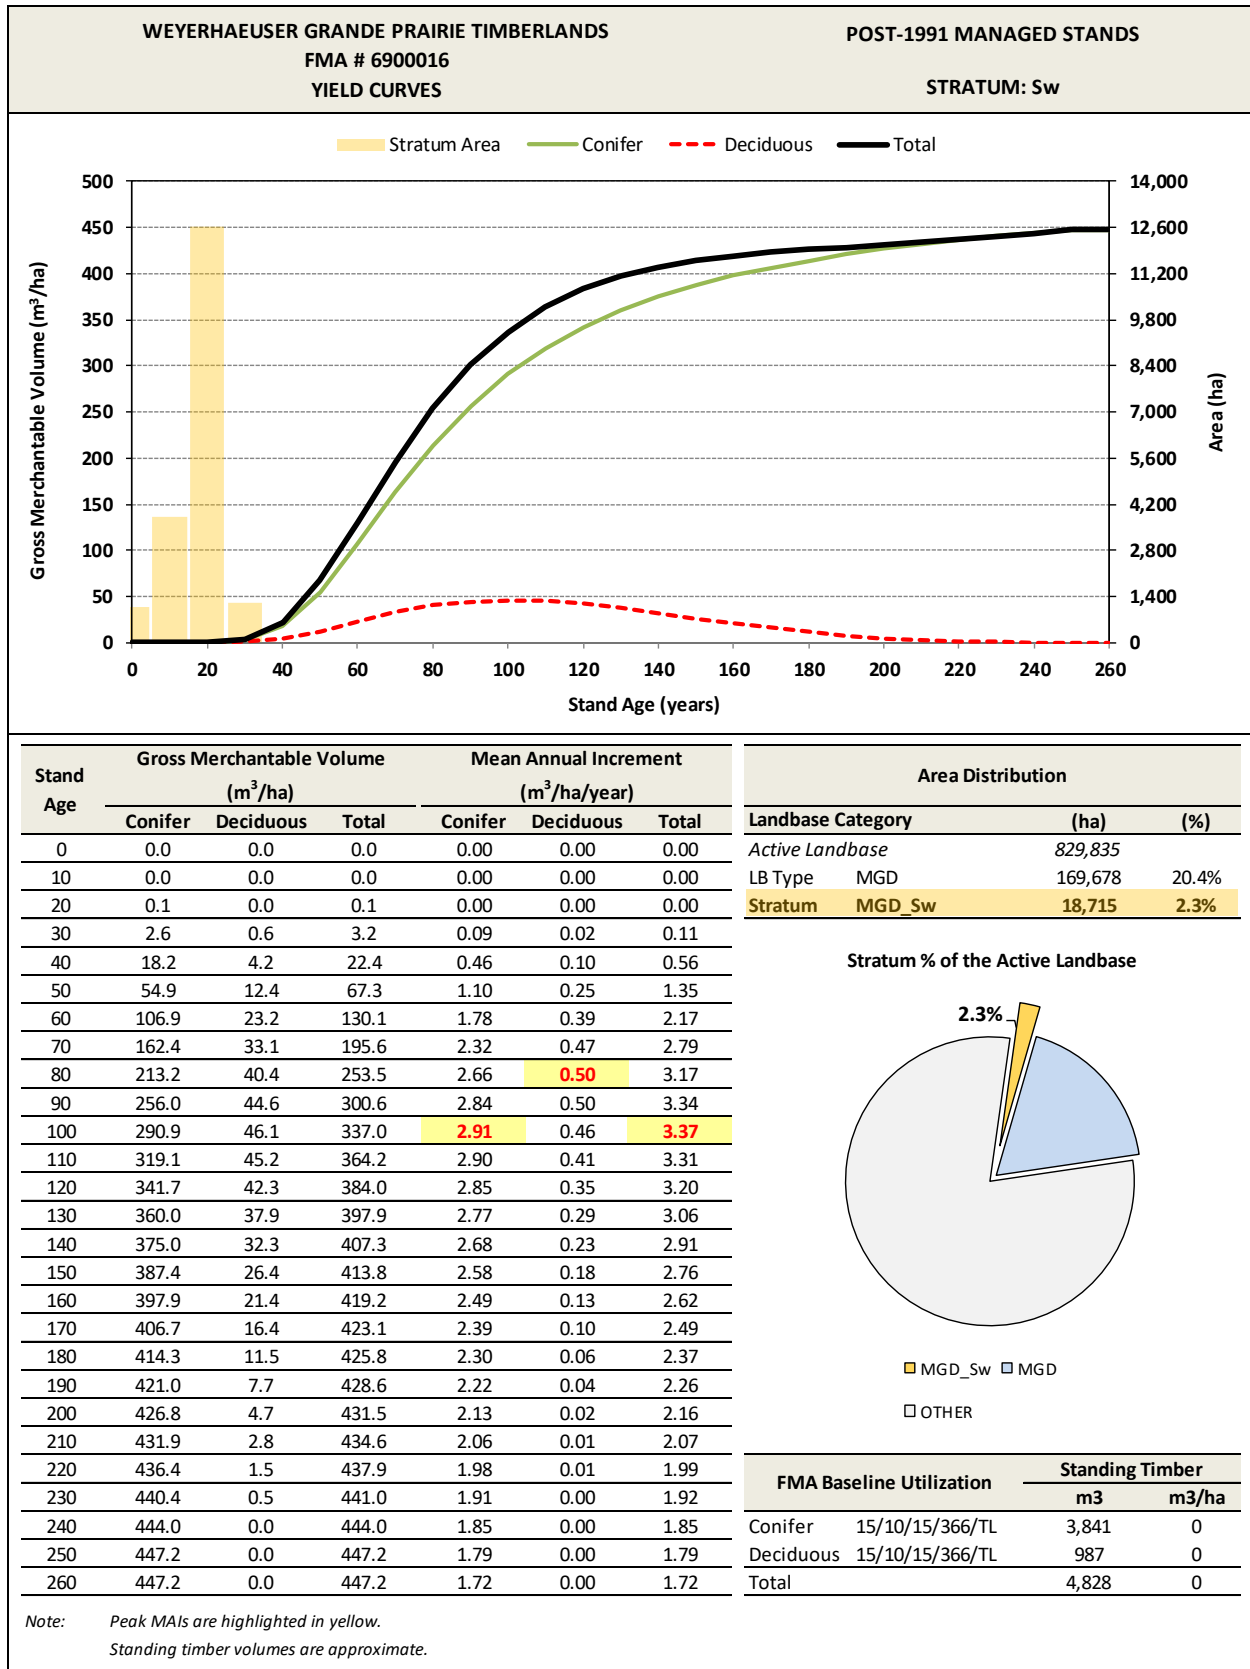 WEYERHAEUSER GRANDE PRAIRIE TIMBERLANDS
FMA # 6900016
YIELD CURVES
POST-1991 MANAGED STANDS
STRATUM: Sw
Stratum Area Conifer Deciduous Total
500 14,000
450 12,600
400 11,200
350 9,800
300 8,400
250 7,000
200 5,600
150 4,200
100 2,800
50 1,400
0 0
Gross Merchantable Volume (m³/ha)
Area (ha)
0 20 40 60 80 100 120 140 160 180 200 220 240 260
Stand Age (years)
Stand Age
Gross Merchantable Volume (m³/ha)
Mean Annual Increment (m³/ha/year)
Conifer Deciduous Total Conifer Deciduous Total
0 0.0 0.0 0.0 0.00 0.00 0.00
10 0.0 0.0 0.0 0.00 0.00 0.00
20 0.1 0.0 0.1 0.00 0.00 0.00
30 2.6 0.6 3.2 0.09 0.02 0.11
40 18.2 4.2 22.4 0.46 0.10 0.56
50 54.9 12.4 67.3 1.10 0.25 1.35
60 106.9 23.2 130.1 1.78 0.39 2.17
70 162.4 33.1 195.6 2.32 0.47 2.79
80 213.2 40.4 253.5 2.66 0.50 3.17
90 256.0 44.6 300.6 2.84 0.50 3.34
100 290.9 46.1 337.0 2.91 0.46 3.37
110 319.1 45.2 364.2 2.90 0.41 3.31
120 341.7 42.3 384.0 2.85 0.35 3.20
130 360.0 37.9 397.9 2.77 0.29 3.06
140 375.0 32.3 407.3 2.68 0.23 2.91
150 387.4 26.4 413.8 2.58 0.18 2.76
160 397.9 21.4 419.2 2.49 0.13 2.62
170 406.7 16.4 423.1 2.39 0.10 2.49
180 414.3 11.5 425.8 2.30 0.06 2.37
190 421.0 7.7 428.6 2.22 0.04 2.26
200 426.8 4.7 431.5 2.13 0.02 2.16
210 431.9 2.8 434.6 2.06 0.01 2.07
220 436.4 1.5 437.9 1.98 0.01 1.99
230 440.4 0.5 441.0 1.91 0.00 1.92
240 444.0 0.0 444.0 1.85 0.00 1.85
250 447.2 0.0 447.2 1.79 0.00 1.79
260 447.2 0.0 447.2 1.72 0.00 1.72
Area Distribution
Landbase Category (ha) (%)
Active Landbase 829,835
LB Type MGD 169,678 20.4%
Stratum MGD_Sw 18,715 2.3%
Stratum % of the Active Landbase
2.3%
MGD_Sw MGD
OTHER
FMA Baseline Utilization Standing Timber
m3 m3/ha
Conifer 15/10/15/366/TL 3,841 0
Deciduous 15/10/15/366/TL 987 0
Total 4,828 0
Note: Peak MAIs are highlighted in yellow.
Standing timber volumes are approximate.